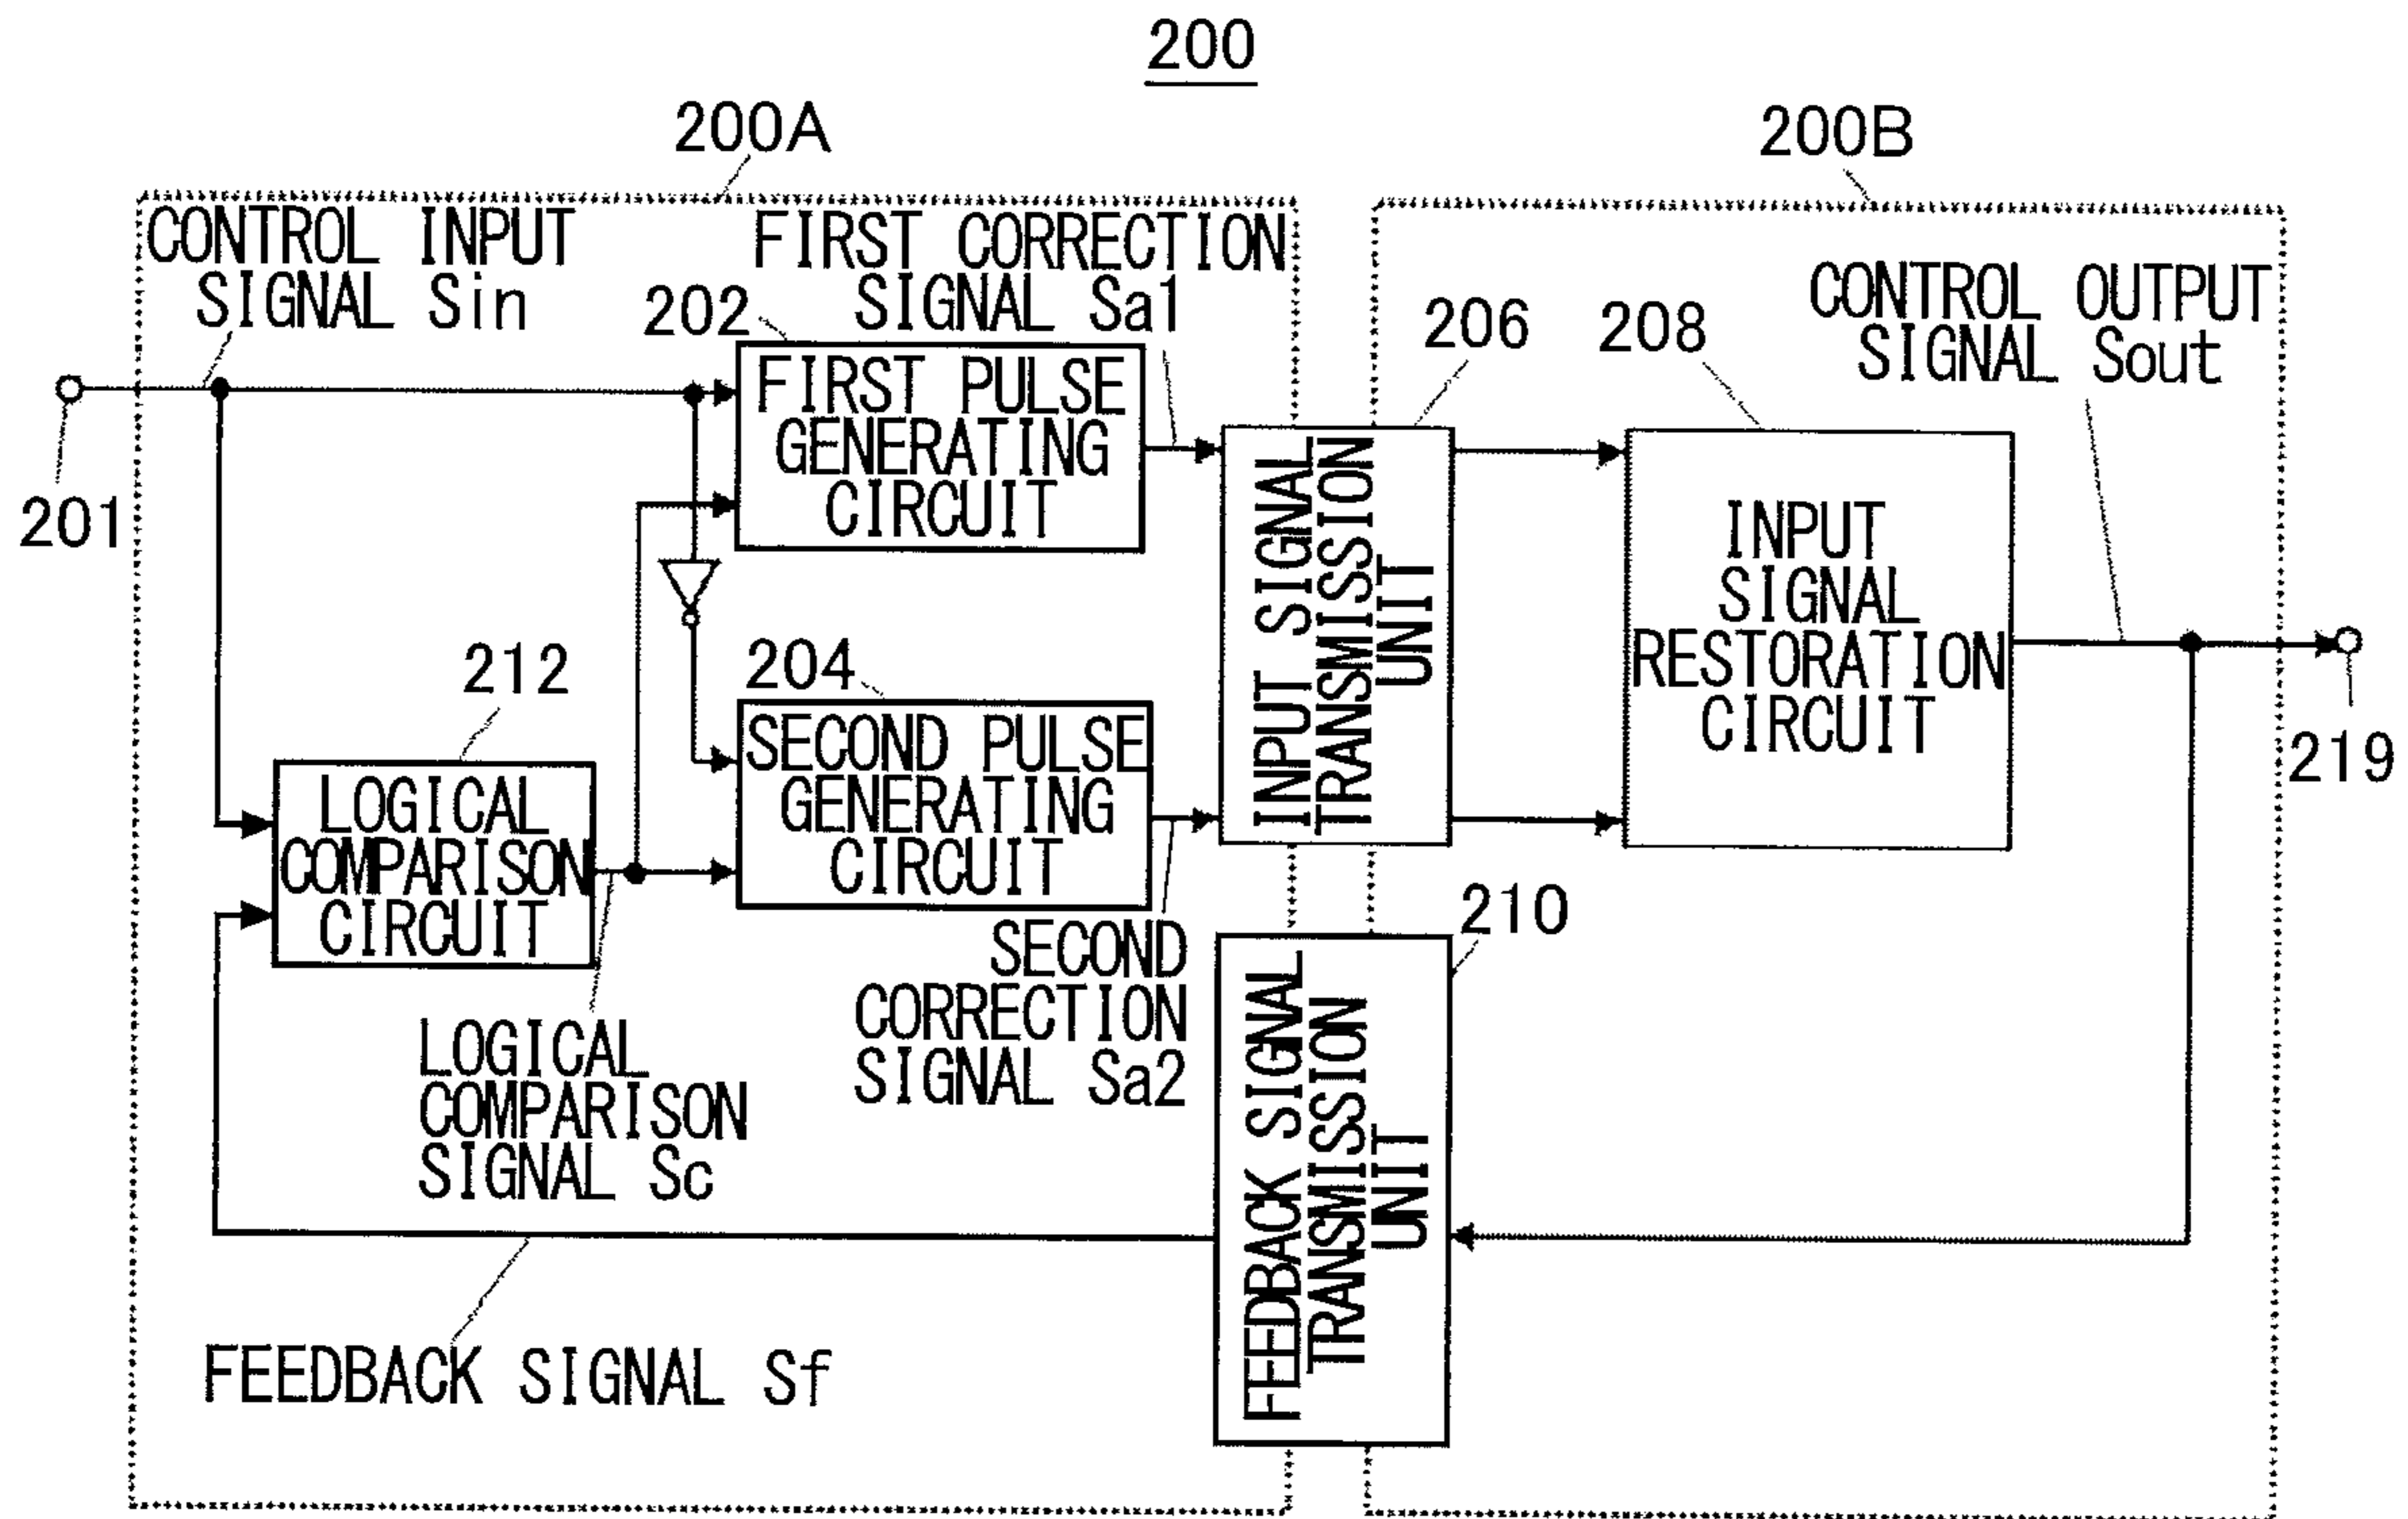 200
200A
200B
CONTROL INPUT
SIGNAL Sin
FIRST CORRECTION
SIGNAL Sa1
202
206
208
CONTROL OUTPUT
SIGNAL Sout
201
FIRST PULSE
GENERATING
CIRCUIT
INPUT SIGNAL
TRANSMISSION
UNIT
INPUT
SIGNAL
RESTORATION
CIRCUIT
219
212
204
LOGICAL
COMPARISON
CIRCUIT
SECOND PULSE
GENERATING
CIRCUIT
210
SECOND
CORRECTION
SIGNAL Sa2
LOGICAL
COMPARISON
SIGNAL Sc
FEEDBACK SIGNAL
TRANSMISSION
UNIT
FEEDBACK SIGNAL Sf